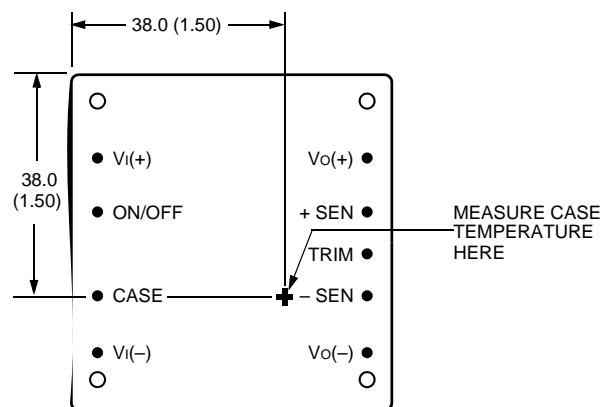 38.0 (1.50)
VI(+)
VO(+)
38.0
(1.50)
ON/OFF
+ SEN
MEASURE CASE
TEMPERATURE
HERE
TRIM
CASE
– SEN
VI(–)
VO(–)